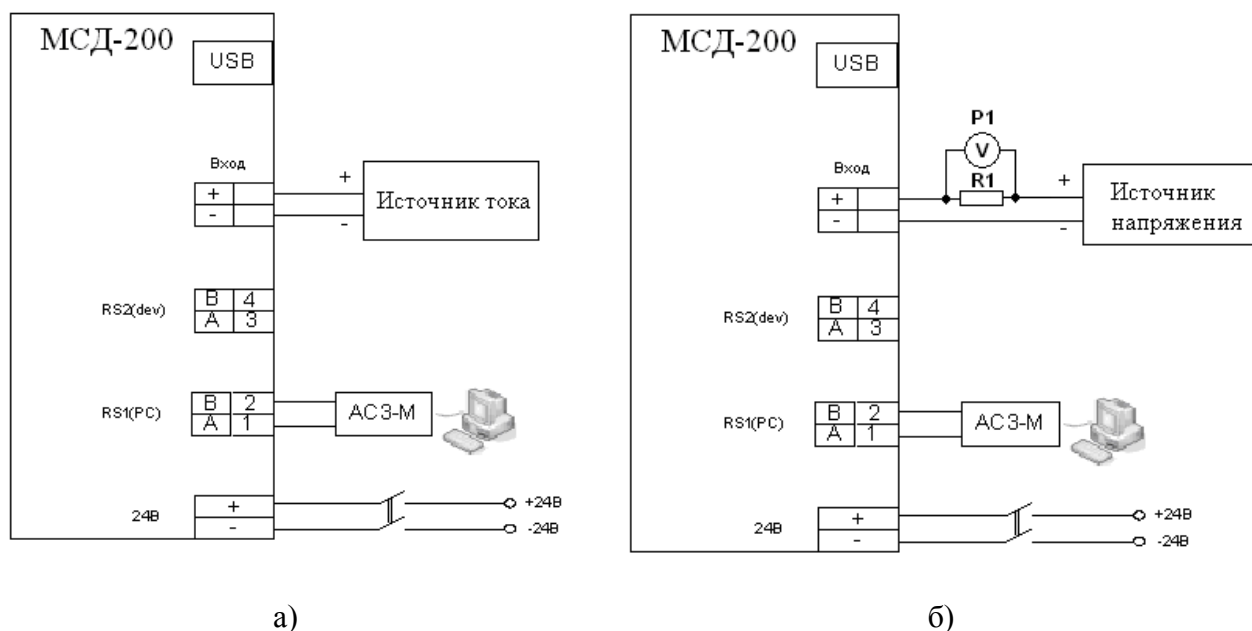 МСД-200
USB
Вход
+
-
+
-
Источник тока
RS2(dev)
B 4
A 3
RS1(PC)
B 2
A 1
АС3-М
24В
+
-
+24В
-24В
а)
МСД-200
USB
P1
V
R1
Вход
+
-
+
-
Источник
напряжения
RS2(dev)
B 4
A 3
RS1(PC)
B 2
A 1
АС3-М
24В
+
-
+24В
-24В
б)